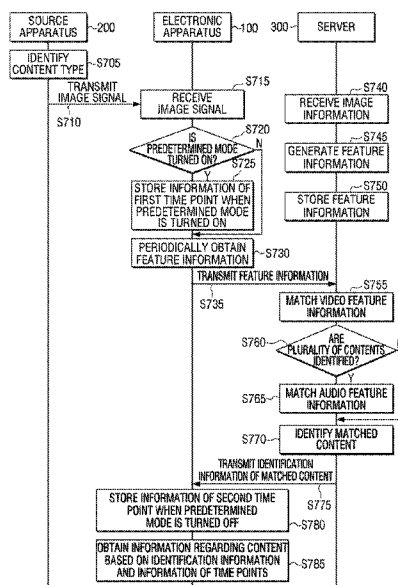 SOURCE
APPARATUS
200
ELECTRONIC
APPARATUS
100
300
SERVER
IDENTIFY
CONTENT TYPE
S705
TRANSMIT
IMAGE SIGNAL
S710
S715
RECEIVE
IMAGE SIGNAL
S720
IS
PREDETERMINED MODE
TURNED ON?
N
Y
S725
STORE INFORMATION OF
FIRST TIME POINT WHEN
PREDETERMINED MODE
IS TURNED ON
S730
PERIODICALLY OBTAIN
FEATURE INFORMATION
S740
RECEIVE IMAGE
INFORMATION
S745
GENERATE FEATURE
INFORMATION
S750
STORE FEATURE
INFORMATION
TRANSMIT FEATURE INFORMATION
S735
S755
MATCH VIDEO FEATURE
INFORMATION
S760
ARE
PLURALITY OF CONTENTS
IDENTIFIED?
Y
S765
MATCH AUDIO FEATURE
INFORMATION
S770
IDENTIFY MATCHED
CONTENT
TRANSMIT IDENTIFICATION
INFORMATION OF MATCHED CONTENT
S775
STORE INFORMATION OF SECOND TIME
POINT WHEN PREDETERMINED
MODE IS TURNED OFF
S780
OBTAIN INFORMATION REGARDING CONTENT
BASED ON IDENTIFICATION INFORMATION
AND INFORMATION OF TIME POINTS
S785